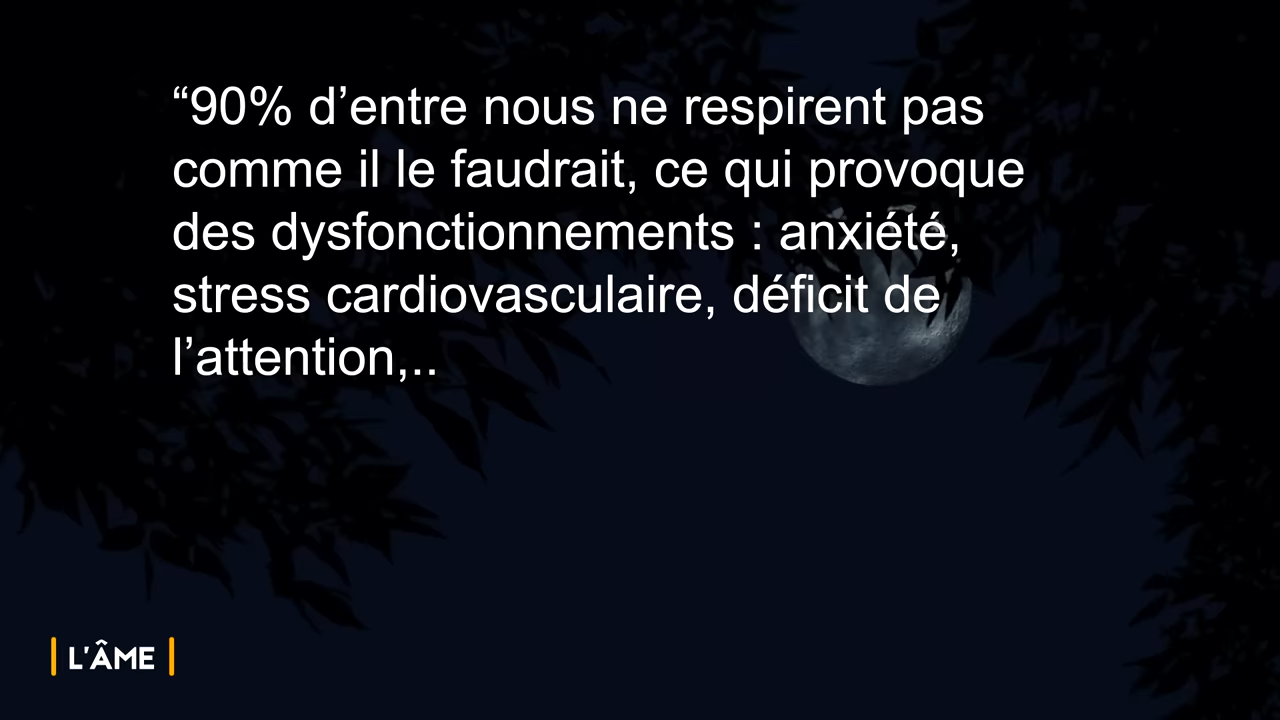 “90% d’entre nous ne respirent pas
comme il le faudrait, ce qui provoque
des dysfonctionnements : anxiété,
stress cardiovasculaire, déficit de
l’attention,..
L'ÂME